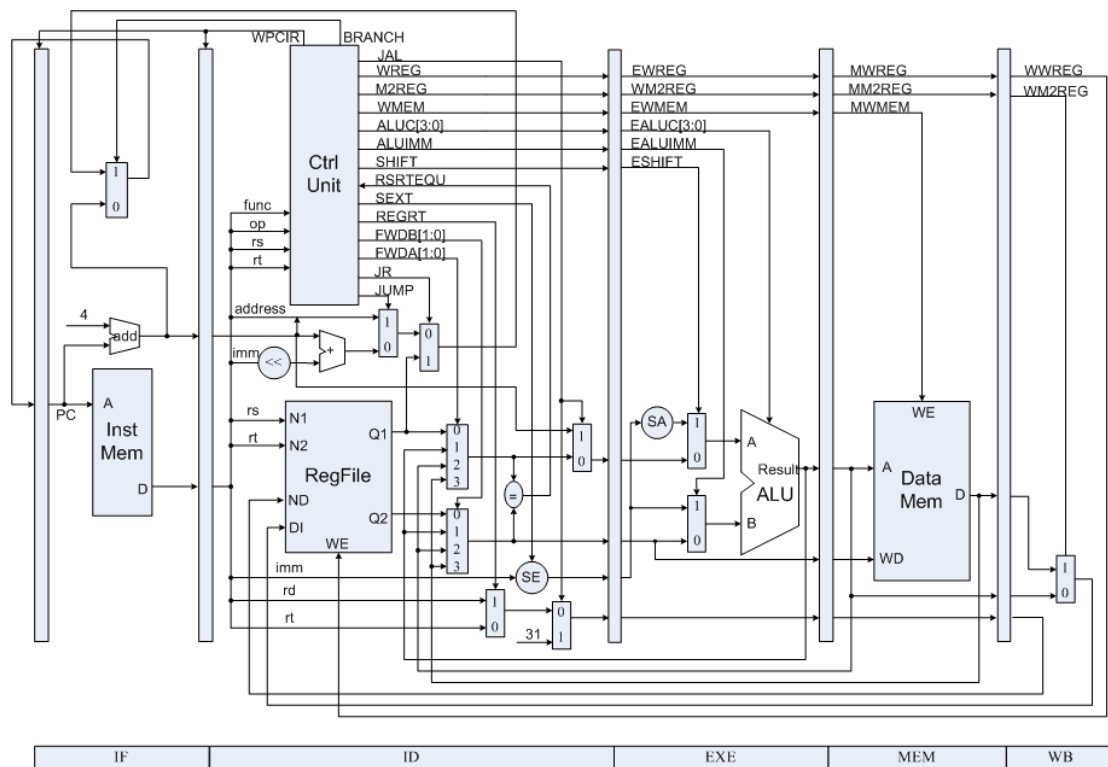 WPCIR BRANCH
JAL
WREG EWREG MWREG WWREG
M2REG WM2REG MM2REG WM2REG
WMEM EWMEM MWMEM
ALUC[3:0] EALUC[3:0]
ALUIMM EALUIMM
SHIFT ESHIFT
RSRTEQU
SEXT
REGRT
FWDB[1:0]
FWDA[1:0]
JR
JUMP
Ctrl
Unit
func
op
rs
rt
1
0
address
4
add
imm
<<
+
1
0
0
1
PC
A
Inst
Mem
D
rs
rt
N1
N2
ND
DI
Q1
Q2
RegFile
WE
0
1
2
3
0
1
2
3
=
1
0
imm
SE
rd
rt
1
0
31
0
1
SA
1
0
1
0
A
B
Result
ALU
WE
A
Data
Mem
D
WD
1
0
IF ID EXE MEM WB